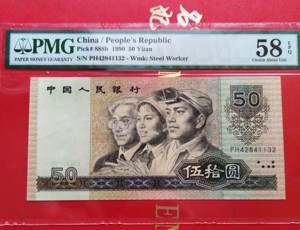 PMG
PAPER MONEY GUARANTY
China / People's Republic
Pick# 888b 1990 50 Yüan
S/N PH42841132 - Wmk: Steel Worker
58 EPQ
Choice About Unc
中国人民银行
50
PH42841132
50
伍拾圆